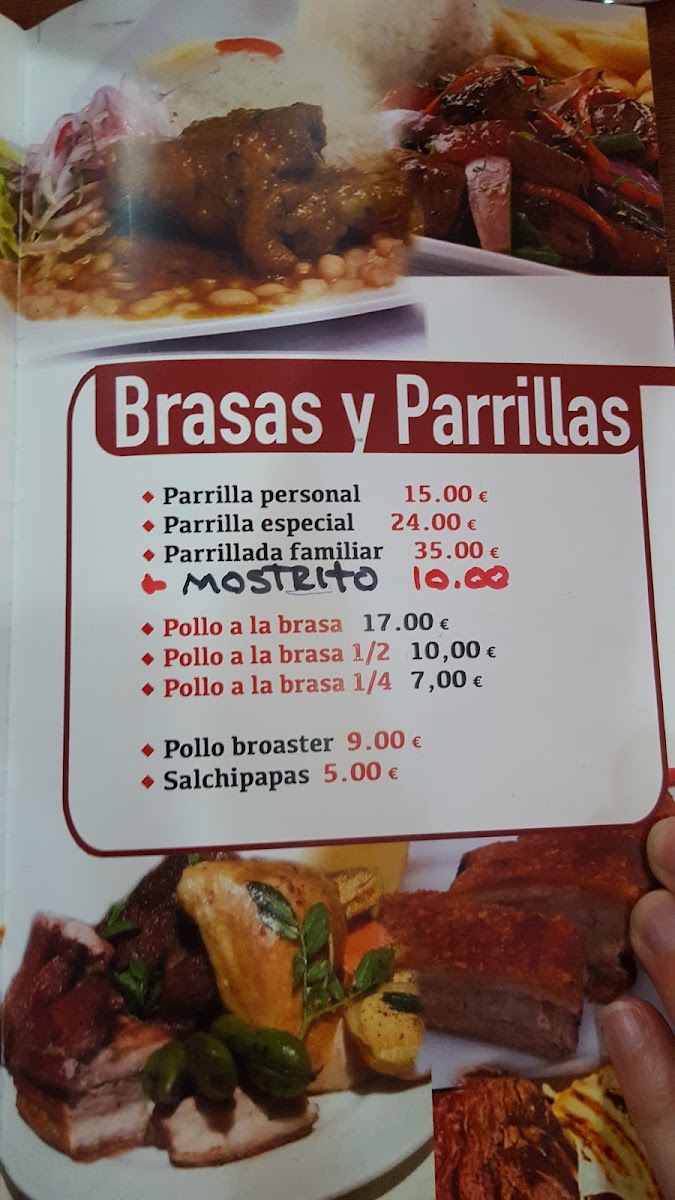 Brasas y Parrillas
Parrilla personal 15.00 €
Parrilla especial 24.00 €
Parrillada familiar 35.00 €
MOSTRITO 10.00
Pollo a la brasa 17.00 €
Pollo a la brasa 1/2 10,00 €
Pollo a la brasa 1/4 7,00 €
Pollo broaster 9.00 €
Salchipapas 5.00 €